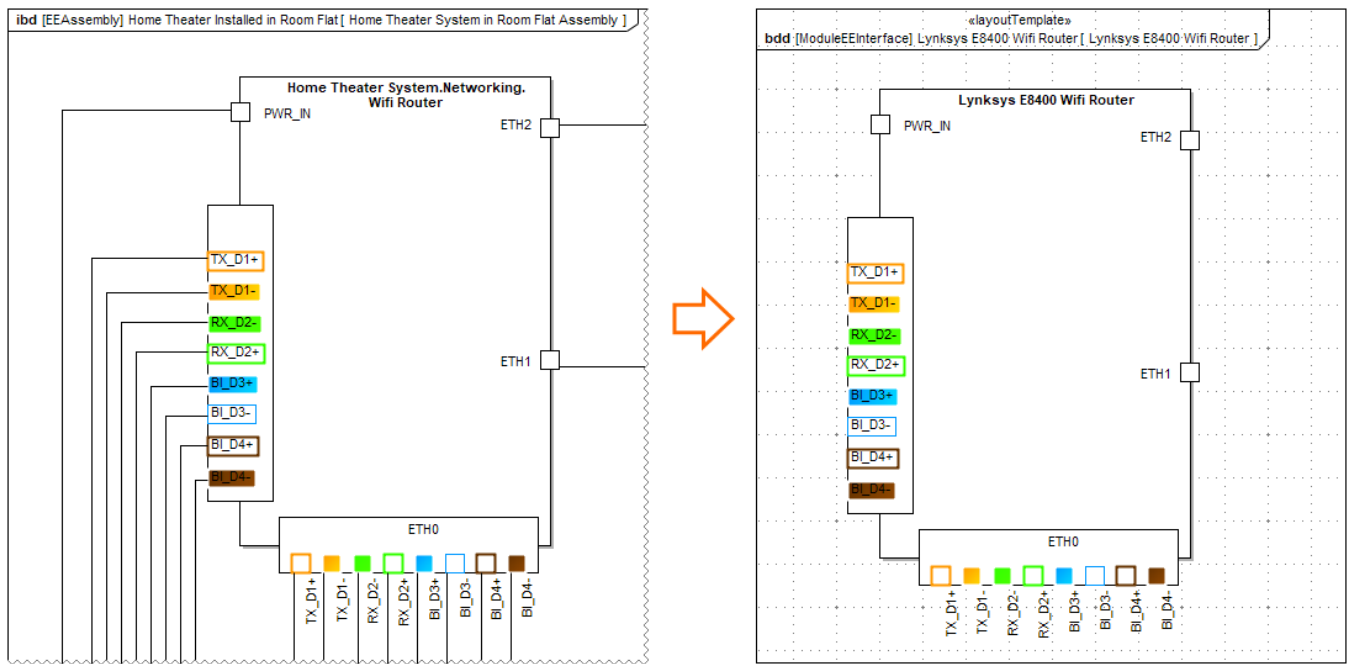 ibd [EEAssembly] Home Theater Installed in Room Flat [ Home Theater System in Room Flat Assembly ]
Home Theater System.Networking.
Wifi Router
PWR_IN
ETH2
TX_D1+
TX_D1-
RX_D2-
RX_D2+
ETH1
BI_D3+
BI_D3-
BI_D4+
BI_D4-
ETH0
TX_D1+
TX_D1-
RX_D2-
RX_D2+
BI_D3+
BI_D3-
BI_D4+
BI_D4-
«layoutTemplate»
bdd [ModuleEEInterface] Lynksys E8400 Wifi Router [ Lynksys E8400 Wifi Router ]
Lynksys E8400 Wifi Router
PWR_IN
ETH2
TX_D1+
TX_D1-
RX_D2-
RX_D2+
ETH1
BI_D3+
BI_D3-
BI_D4+
BI_D4-
ETH0
TX_D1+
TX_D1-
RX_D2-
RX_D2+
BI_D3+
BI_D3-
BI_D4+
BI_D4-